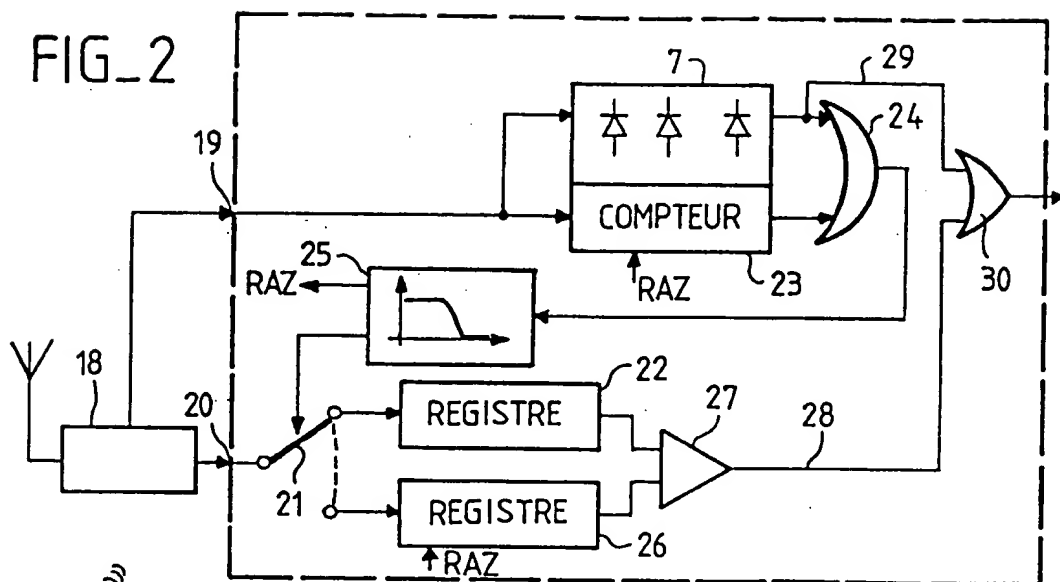 FIG_2
7
29
24
19
COMPTEUR
30
25
RAZ
RAZ
23
18
20
22
REGISTRE
27
28
21
REGISTRE
RAZ
26